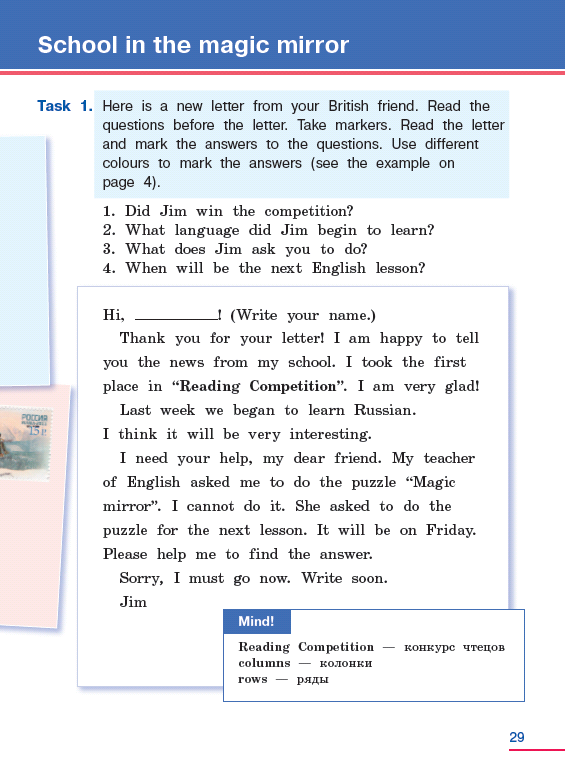 School in the magic mirror
Task 1. Here is a new letter from your British friend. Read the
questions before the letter. Take markers. Read the letter
and mark the answers to the questions. Use different
colours to mark the answers (see the example on
page 4).
1. Did Jim win the competition?
2. What language did Jim begin to learn?
3. What does Jim ask you to do?
4. When will be the next English lesson?
Hi, __________! (Write your name.)
Thank you for your letter! I am happy to tell
you the news from my school. I took the first
place in “Reading Competition”. I am very glad!
Last week we began to learn Russian.
I think it will be very interesting.
I need your help, my dear friend. My teacher
of English asked me to do the puzzle “Magic
mirror”. I cannot do it. She asked to do the
puzzle for the next lesson. It will be on Friday.
Please help me to find the answer.
Sorry, I must go now. Write soon.
Jim
РОССИЯ
Mind!
Reading Competition — конкурс чтецов
columns — колонки
rows — ряды
29